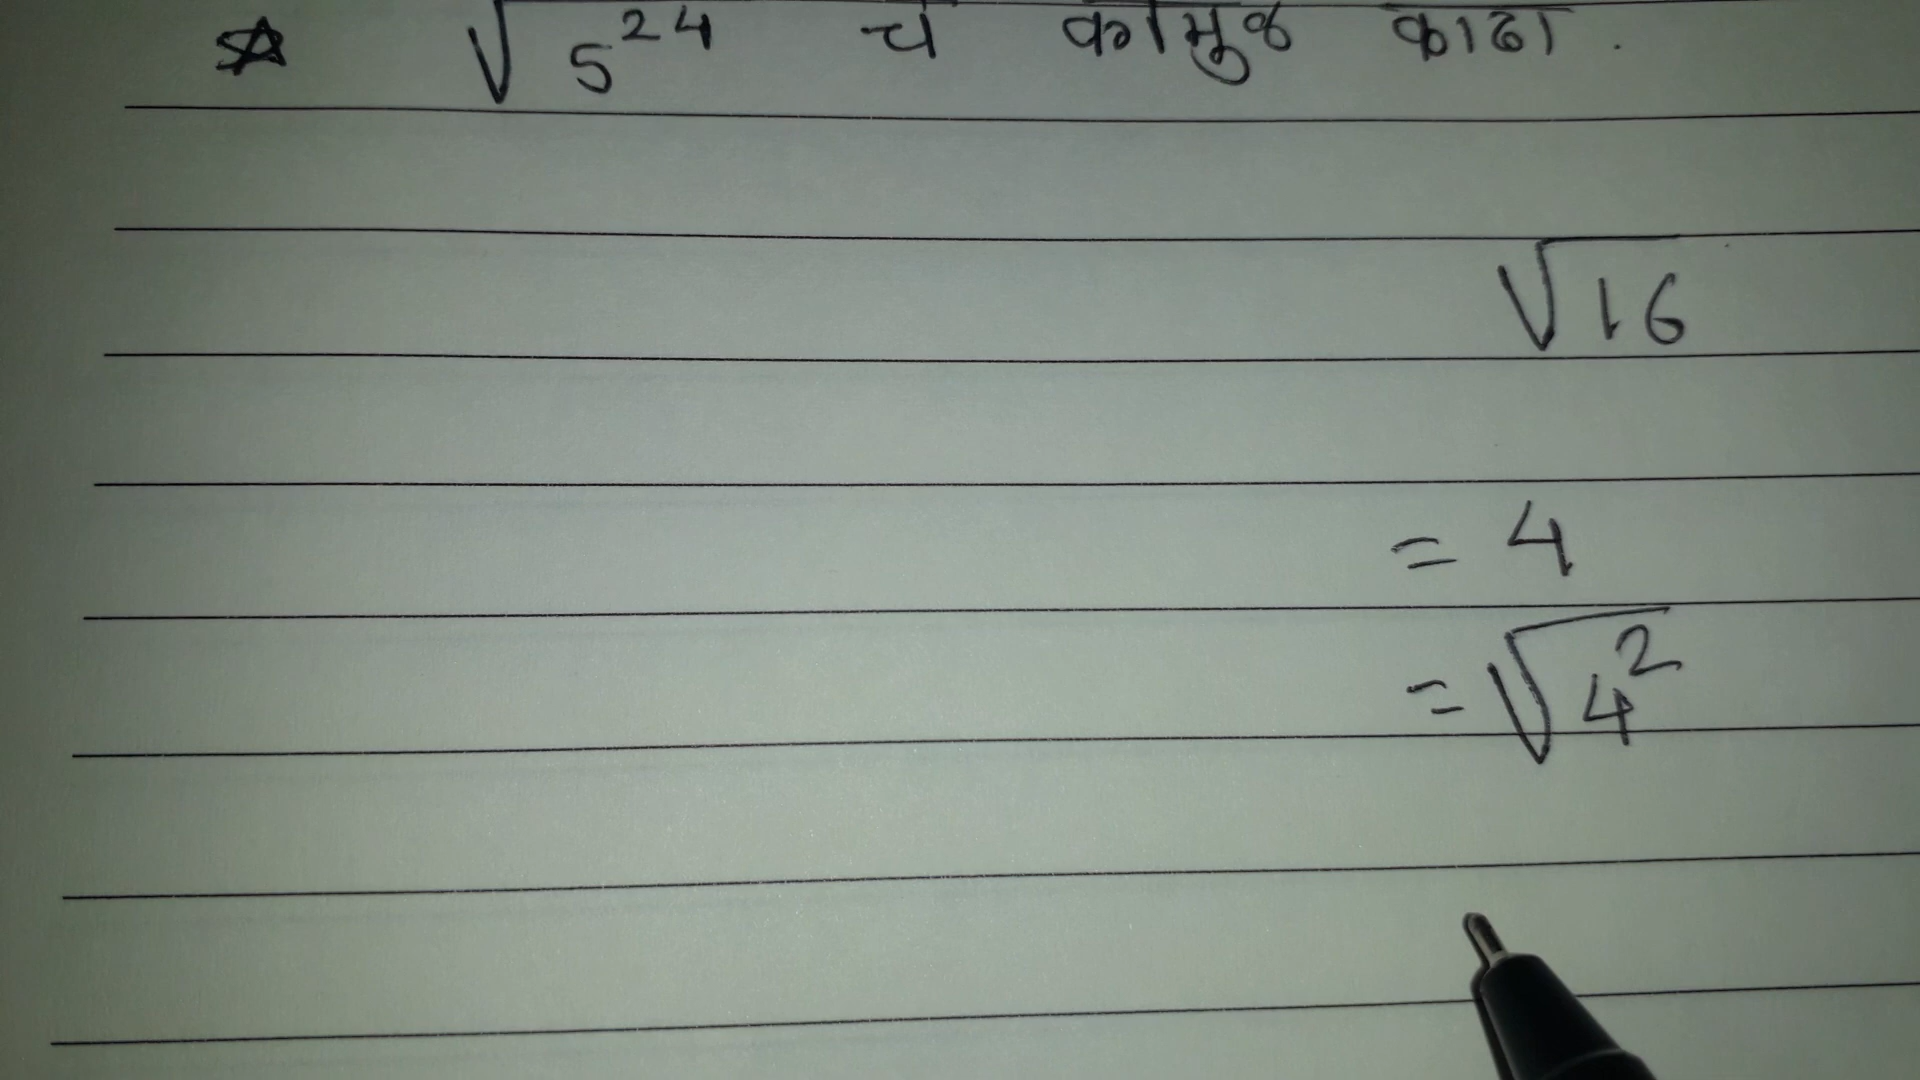 ☆ √5²⁴ चे वर्गमुळ काढा .
√16
= 4
= √4²